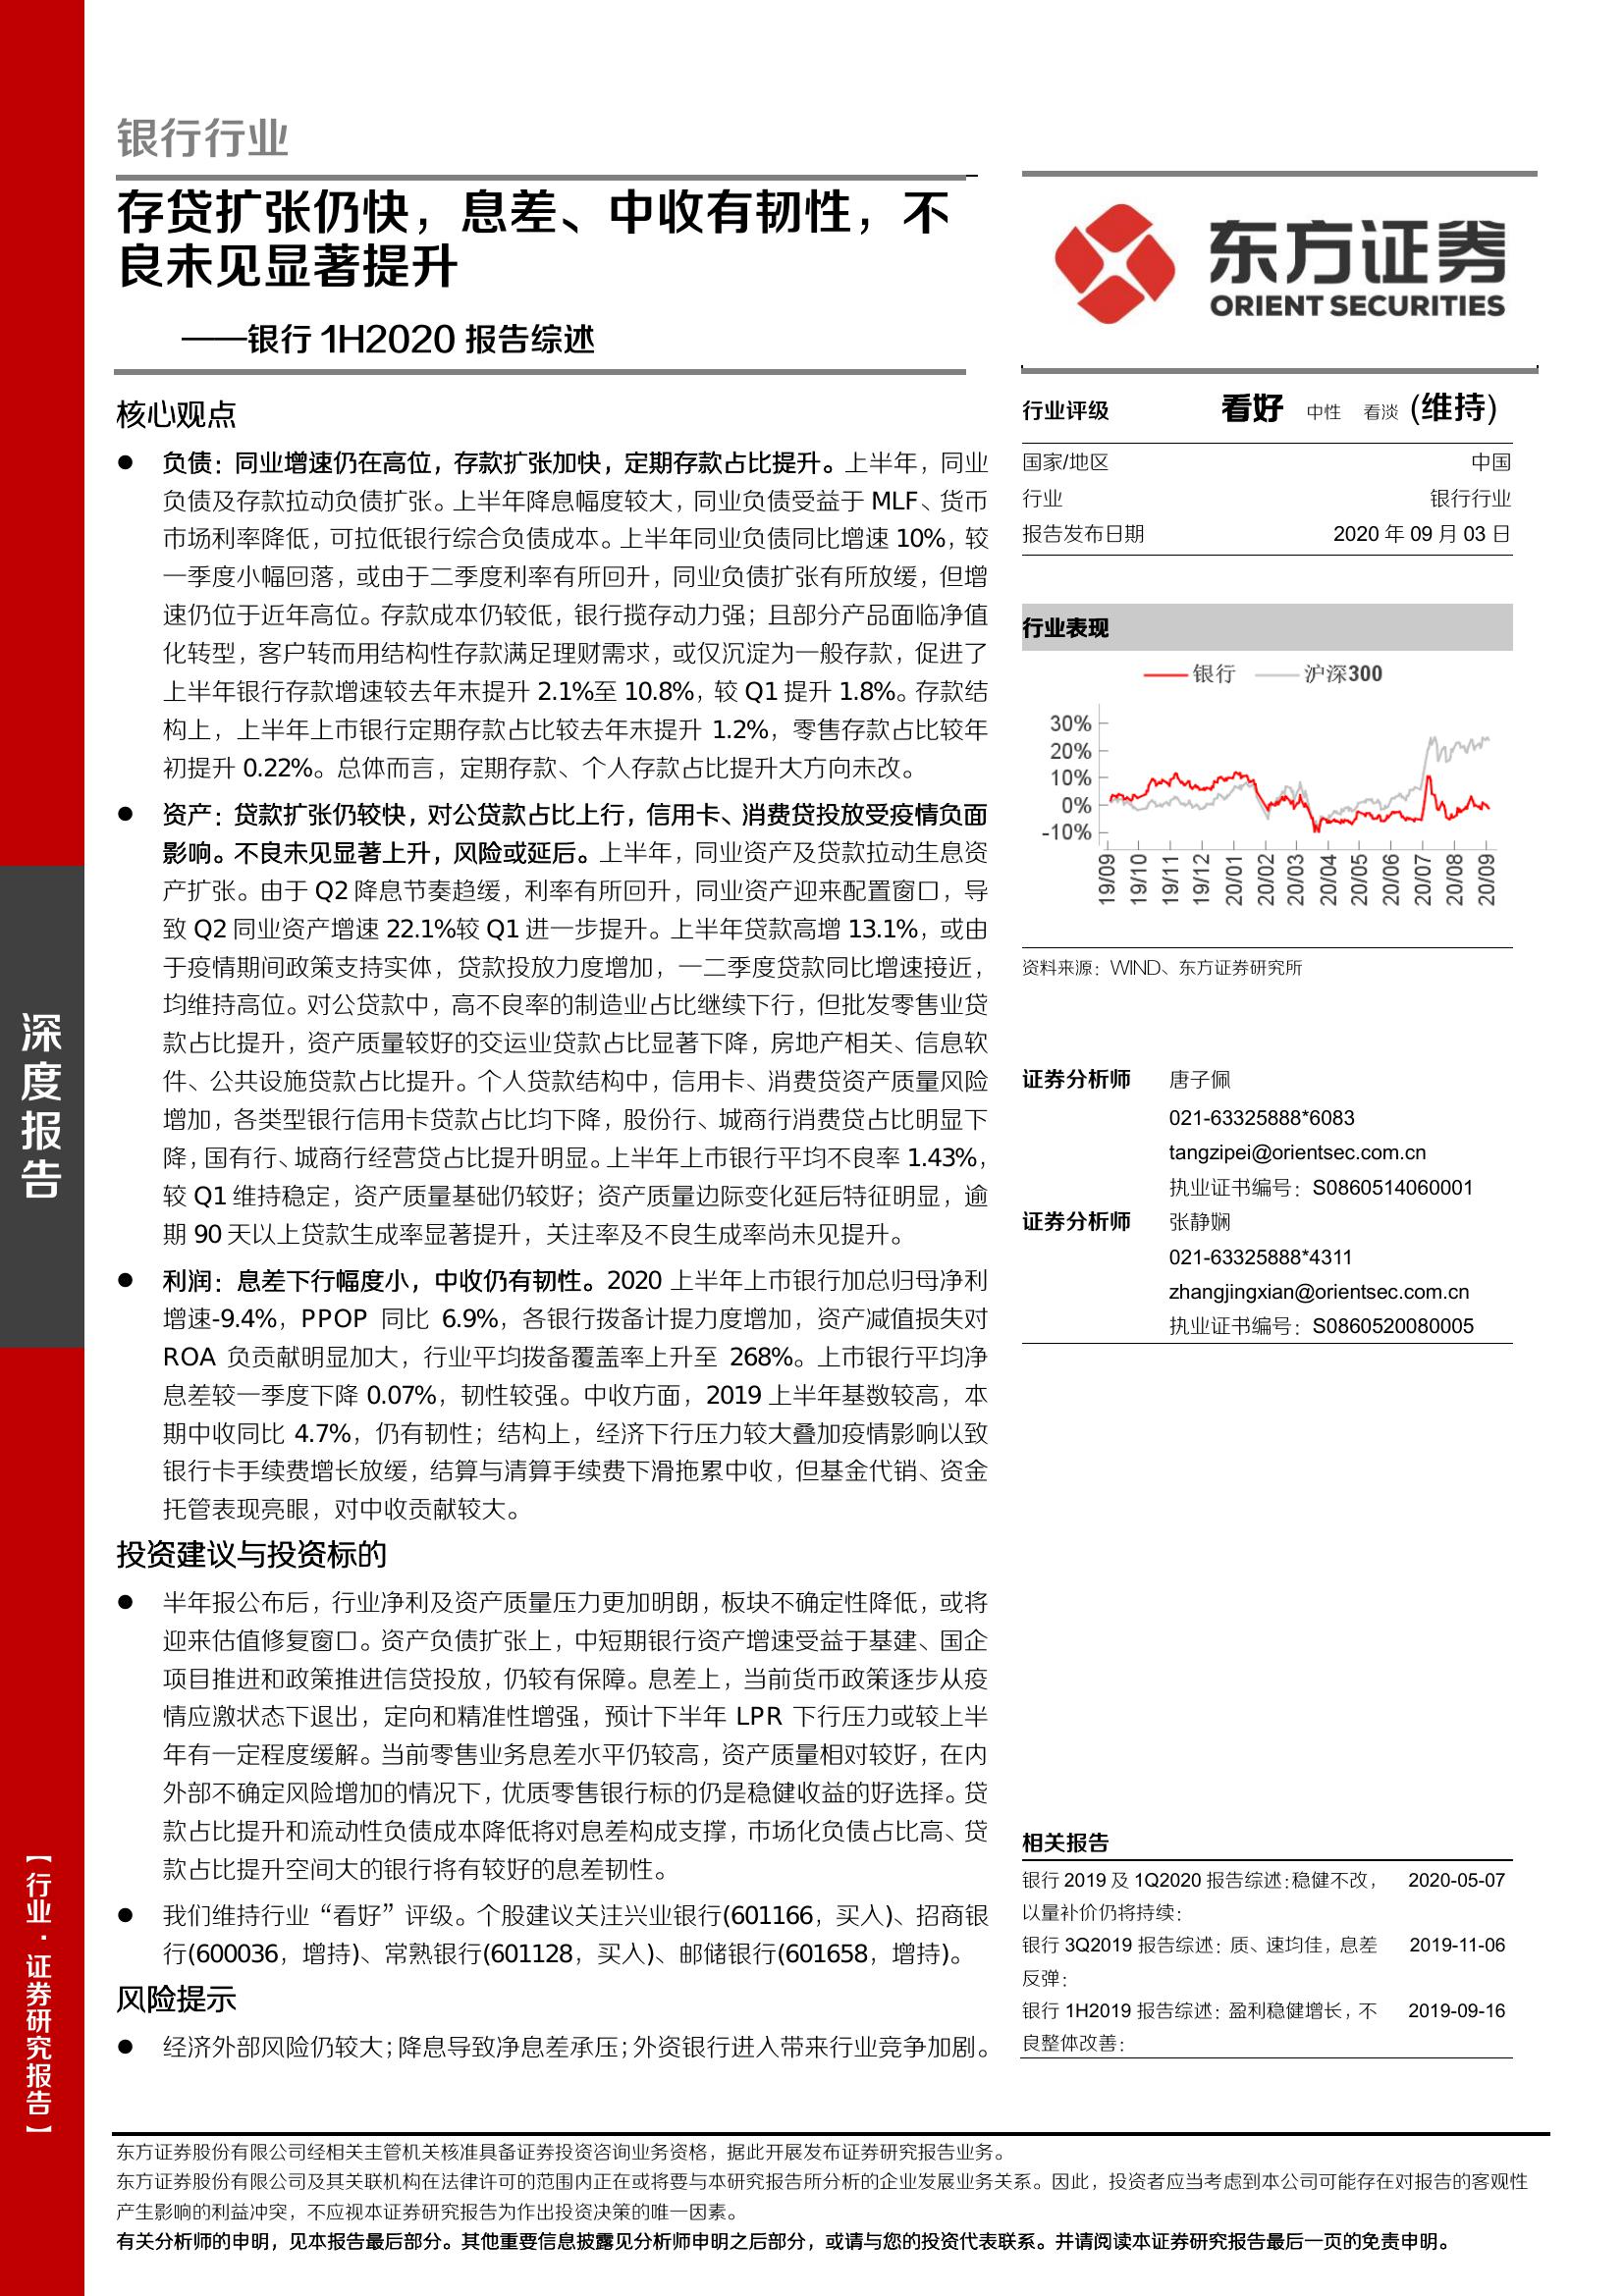 银行行业
存贷扩张仍快，息差、中收有韧性，不
良未见显著提升
——银行 1H2020 报告综述
东方证券
ORIENT SECURITIES
核心观点
● 负债：同业增速仍在高位，存款扩张加快，定期存款占比提升。上半年，同业
负债及存款拉动负债扩张。上半年降息幅度较大，同业负债受益于 MLF、货币
市场利率降低，可拉低银行综合负债成本。上半年同业负债同比增速 10%，较
一季度小幅回落，或由于二季度利率有所回升，同业负债扩张有所放缓，但增
速仍位于近年高位。存款成本仍较低，银行揽存动力强；且部分产品面临净值
化转型，客户转而用结构性存款满足理财需求，或仅沉淀为一般存款，促进了
上半年银行存款增速较去年末提升 2.1%至 10.8%，较 Q1 提升 1.8%。存款结
构上，上半年上市银行定期存款占比较去年末提升 1.2%，零售存款占比较年
初提升 0.22%。总体而言，定期存款、个人存款占比提升大方向未改。
● 资产：贷款扩张仍较快，对公贷款占比上行，信用卡、消费贷投放受疫情负面
影响。不良未见显著上升，风险或延后。上半年，同业资产及贷款拉动生息资
产扩张。由于 Q2 降息节奏趋缓，利率有所回升，同业资产迎来配置窗口，导
致 Q2 同业资产增速 22.1%较 Q1 进一步提升。上半年贷款高增 13.1%，或由
于疫情期间政策支持实体，贷款投放力度增加，一二季度贷款同比增速接近，
均维持高位。对公贷款中，高不良率的制造业占比继续下行，但批发零售业贷
款占比提升，资产质量较好的交运业贷款占比显著下降，房地产相关、信息软
件、公共设施贷款占比提升。个人贷款结构中，信用卡、消费贷资产质量风险
增加，各类型银行信用卡贷款占比均下降，股份行、城商行消费贷占比明显下
降，国有行、城商行经营贷占比提升明显。上半年上市银行平均不良率 1.43%，
较 Q1 维持稳定，资产质量基础仍较好；资产质量边际变化延后特征明显，逾
期 90 天以上贷款生成率显著提升，关注率及不良生成率尚未见提升。
● 利润：息差下行幅度小，中收仍有韧性。2020 上半年上市银行加总归母净利
增速-9.4%，PPOP 同比 6.9%，各银行拨备计提力度增加，资产减值损失对
ROA 负贡献明显加大，行业平均拨备覆盖率上升至 268%。上市银行平均净
息差较一季度下降 0.07%，韧性较强。中收方面，2019 上半年基数较高，本
期中收同比 4.7%，仍有韧性；结构上，经济下行压力较大叠加疫情影响以致
银行卡手续费增长放缓，结算与清算手续费下滑拖累中收，但基金代销、资金
托管表现亮眼，对中收贡献较大。
投资建议与投资标的
● 半年报公布后，行业净利及资产质量压力更加明朗，板块不确定性降低，或将
迎来估值修复窗口。资产负债扩张上，中短期银行资产增速受益于基建、国企
项目推进和政策推进信贷投放，仍较有保障。息差上，当前货币政策逐步从疫
情应激状态下退出，定向和精准性增强，预计下半年 LPR 下行压力或较上半
年有一定程度缓解。当前零售业务息差水平仍较高，资产质量相对较好，在内
外部不确定风险增加的情况下，优质零售银行标的仍是稳健收益的好选择。贷
款占比提升和流动性负债成本降低将对息差构成支撑，市场化负债占比高、贷
款占比提升空间大的银行将有较好的息差韧性。
● 我们维持行业“看好”评级。个股建议关注兴业银行(601166，买入)、招商银
行(600036，增持)、常熟银行(601128，买入)、邮储银行(601658，增持)。
风险提示
● 经济外部风险仍较大；降息导致净息差承压；外资银行进入带来行业竞争加剧。
行业评级 看好 中性 看淡 (维持)
国家/地区 中国
行业 银行行业
报告发布日期 2020 年 09 月 03 日
行业表现
银行 沪深300
30%
20%
10%
0%
-10%
19/09 19/10 19/11 19/12 20/01 20/02 20/03 20/04 20/05 20/06 20/07 20/08 20/09
资料来源：WIND、东方证券研究所
证券分析师 唐子佩
021-63325888*6083
tangzipei@orientsec.com.cn
执业证书编号：S0860514060001
证券分析师 张静娴
021-63325888*4311
zhangjingxian@orientsec.com.cn
执业证书编号：S0860520080005
相关报告
银行 2019 及 1Q2020 报告综述:稳健不改， 2020-05-07
以量补价仍将持续：
银行 3Q2019 报告综述：质、速均佳，息差 2019-11-06
反弹：
银行 1H2019 报告综述：盈利稳健增长，不 2019-09-16
良整体改善：
深度报告
【行业·证券研究报告】
东方证券股份有限公司经相关主管机关核准具备证券投资咨询业务资格，据此开展发布证券研究报告业务。
东方证券股份有限公司及其关联机构在法律许可的范围内正在或将要与本研究报告所分析的企业发展业务关系。因此，投资者应当考虑到本公司可能存在对报告的客观性
产生影响的利益冲突，不应视本证券研究报告为作出投资决策的唯一因素。
有关分析师的申明，见本报告最后部分。其他重要信息披露见分析师申明之后部分，或请与您的投资代表联系。并请阅读本证券研究报告最后一页的免责申明。